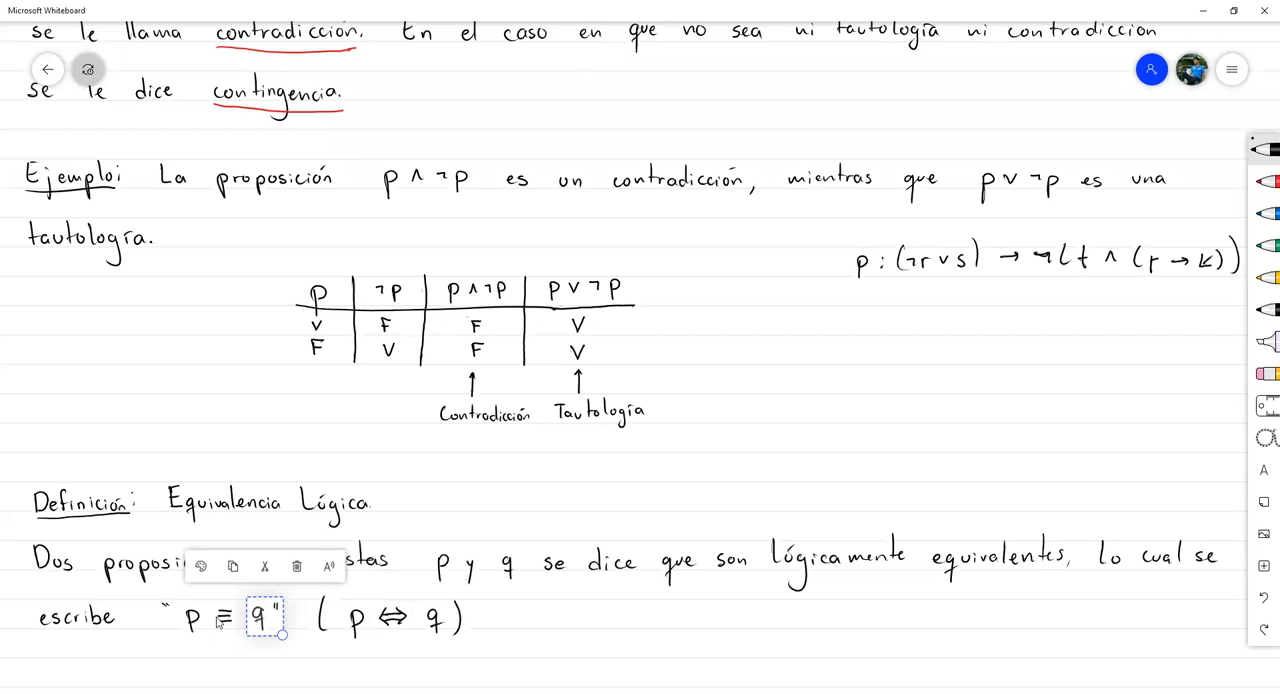 Microsoft Whiteboard
se le llama contradicción. En el caso en que no sea ni tautología ni contradiccion
se le dice contingencia.
Ejemplo: La proposición p ∧ ¬p es un contradicción, mientras que p ∨ ¬p es una
tautología.
p : (¬r ∨ s) → ¬(t ∧ (r → k))
p ¬p p ∧ ¬p p ∨ ¬p
V F F V
F V F V
Contradicción Tautología
Definición: Equivalencia Lógica.
Dos proposi stas p y q se dice que son lógicamente equivalentes, lo cual se
escribe "p ≡ q" (p ⇔ q)